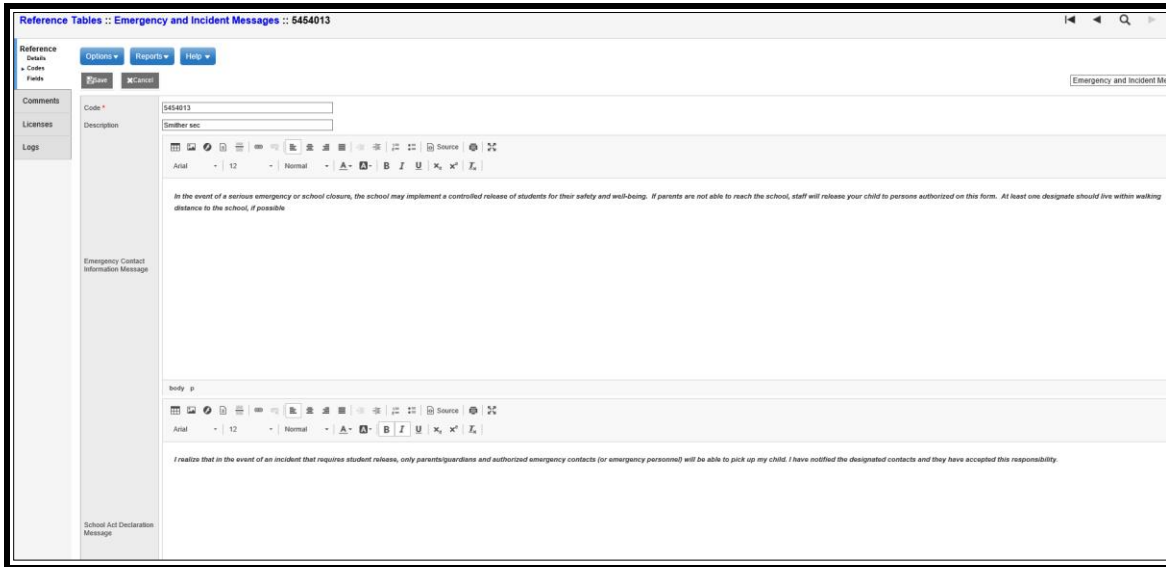 Reference Tables :: Emergency and Incident Messages :: 5454013
Reference
Details
Codes
Fields
Comments
Licenses
Logs
Options
Reports
Help
Save
Cancel
Emergency and Incident Me
Code *
5454013
Description
Smither sec
Source
Arial
12
Normal
A
A
B
I
U
In the event of a serious emergency or school closure, the school may implement a controlled release of students for their safety and well-being. If parents are not able to reach the school, staff will release your child to persons authorized on this form. At least one designate should live within walking
distance to the school, if possible
Emergency Contact
Information Message
body p
Source
Arial
12
Normal
A
A
B
I
U
I realize that in the event of an incident that requires student release, only parents/guardians and authorized emergency contacts (or emergency personnel) will be able to pick up my child. I have notified the designated contacts and they have accepted this responsibility.
School Act Declaration
Message